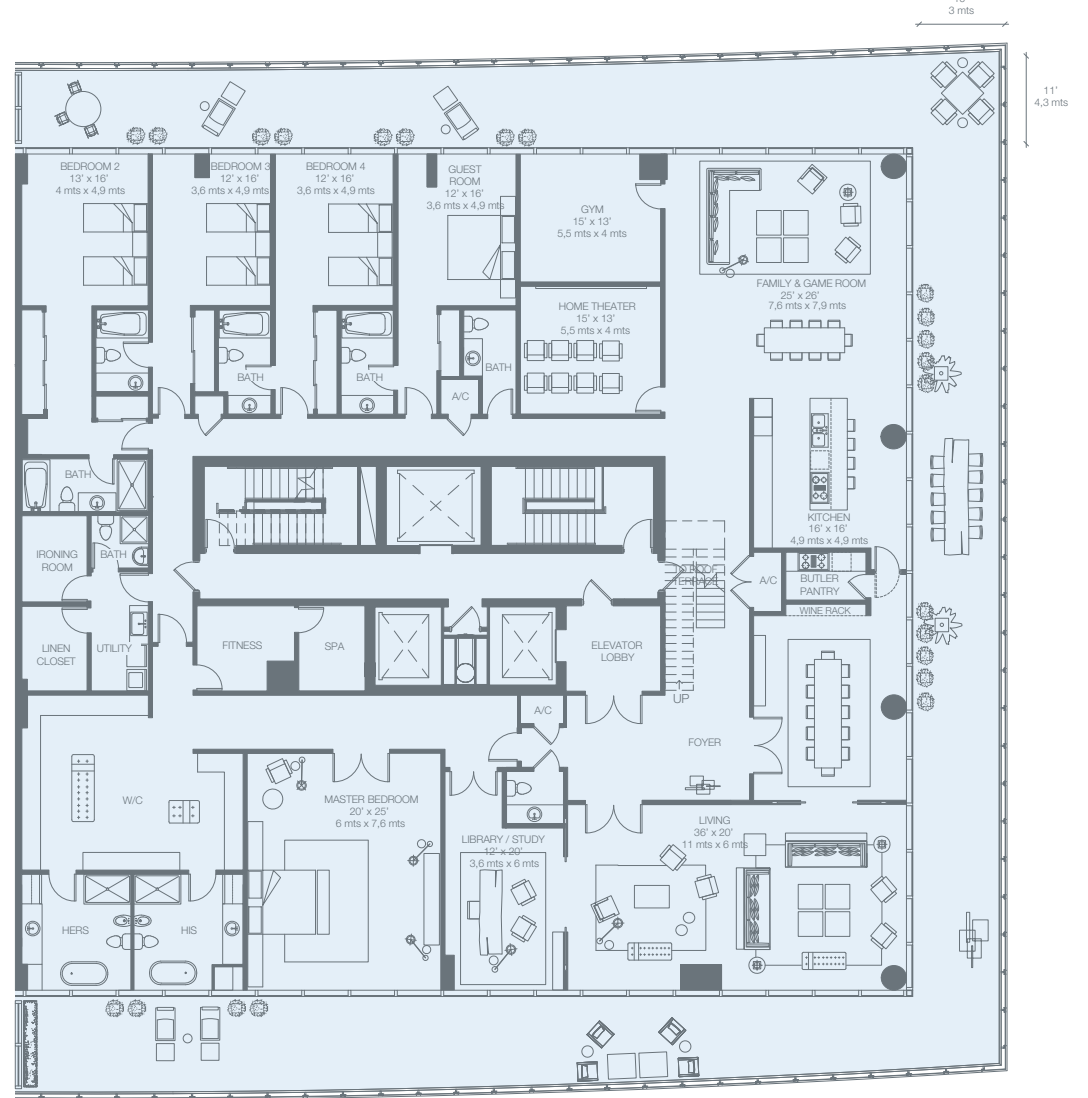 3 mts
11'
4,3 mts
BEDROOM 2
13' x 16'
4 mts x 4,9 mts
BEDROOM 3
12' x 16'
3,6 mts x 4,9 mts
BEDROOM 4
12' x 16'
3,6 mts x 4,9 mts
GUEST
ROOM
12' x 16'
3,6 mts x 4,9 mts
GYM
15' x 13'
5,5 mts x 4 mts
FAMILY & GAME ROOM
25' x 26'
7,6 mts x 7,9 mts
HOME THEATER
15' x 13'
5,5 mts x 4 mts
BATH
BATH
BATH
A/C
BATH
KITCHEN
16' x 16'
4,9 mts x 4,9 mts
IRONING
ROOM
BATH
TO ROOF
TERRACE
A/C
BUTLER
PANTRY
WINE RACK
LINEN
CLOSET
UTILITY
FITNESS
SPA
ELEVATOR
LOBBY
UP
A/C
FOYER
W/C
MASTER BEDROOM
20' x 25'
6 mts x 7,6 mts
LIBRARY / STUDY
12' x 20'
3,6 mts x 6 mts
LIVING
36' x 20'
11 mts x 6 mts
HERS
HIS